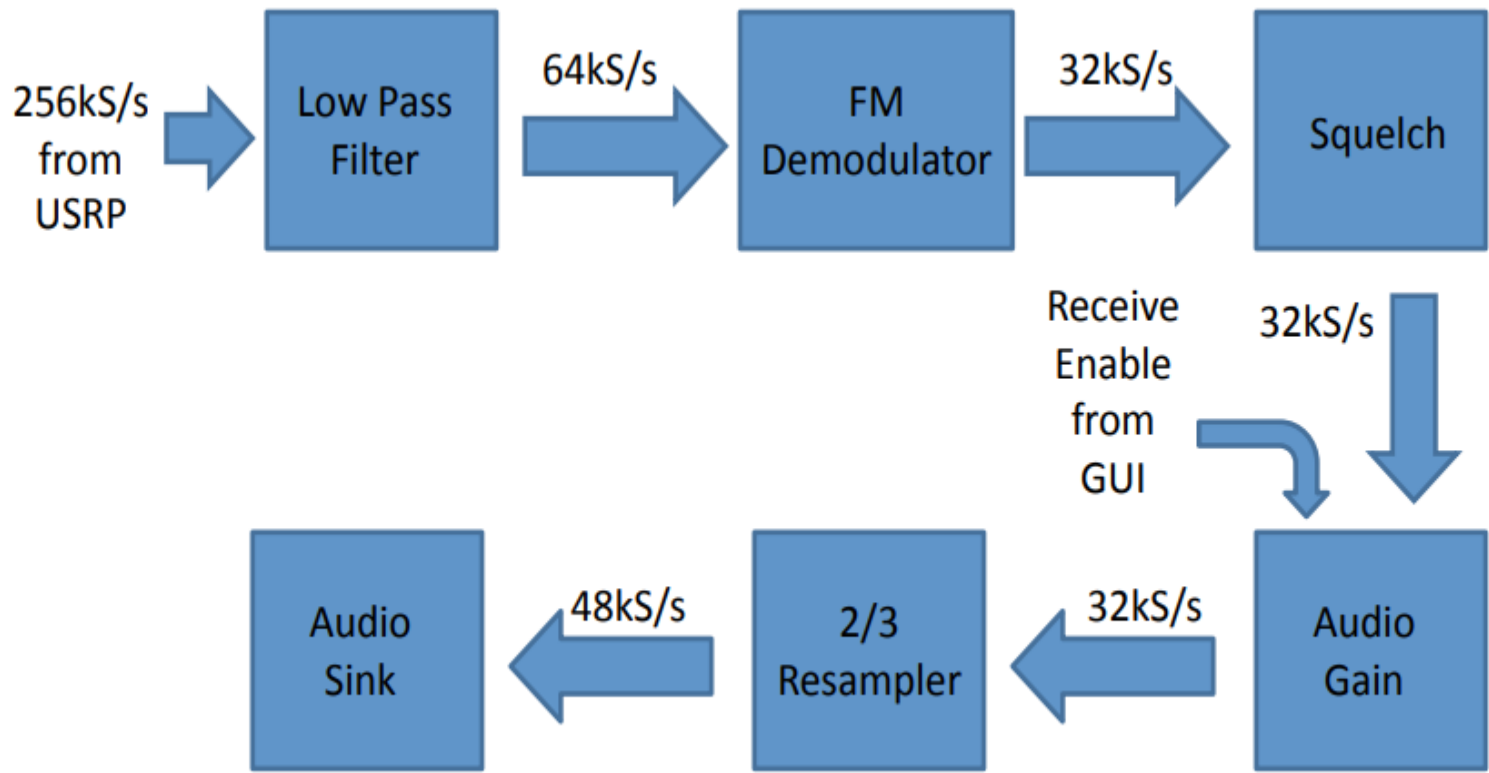 256kS/s
from
USRP
Low Pass
Filter
64kS/s
FM
Demodulator
32kS/s
Squelch
Receive
Enable
from
GUI
32kS/s
Audio
Gain
32kS/s
2/3
Resampler
48kS/s
Audio
Sink